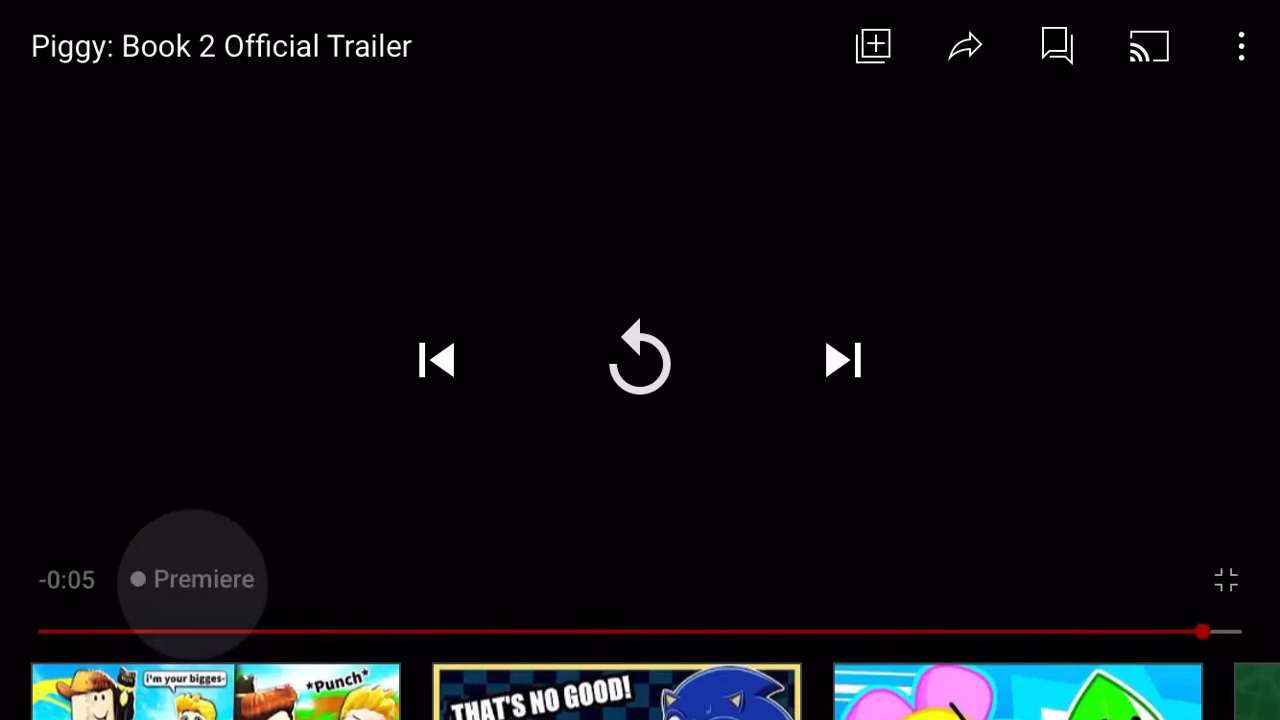 Piggy: Book 2 Official Trailer
-0:05 Premiere
i'm your bigges-
*Punch*
THAT'S NO GOOD!